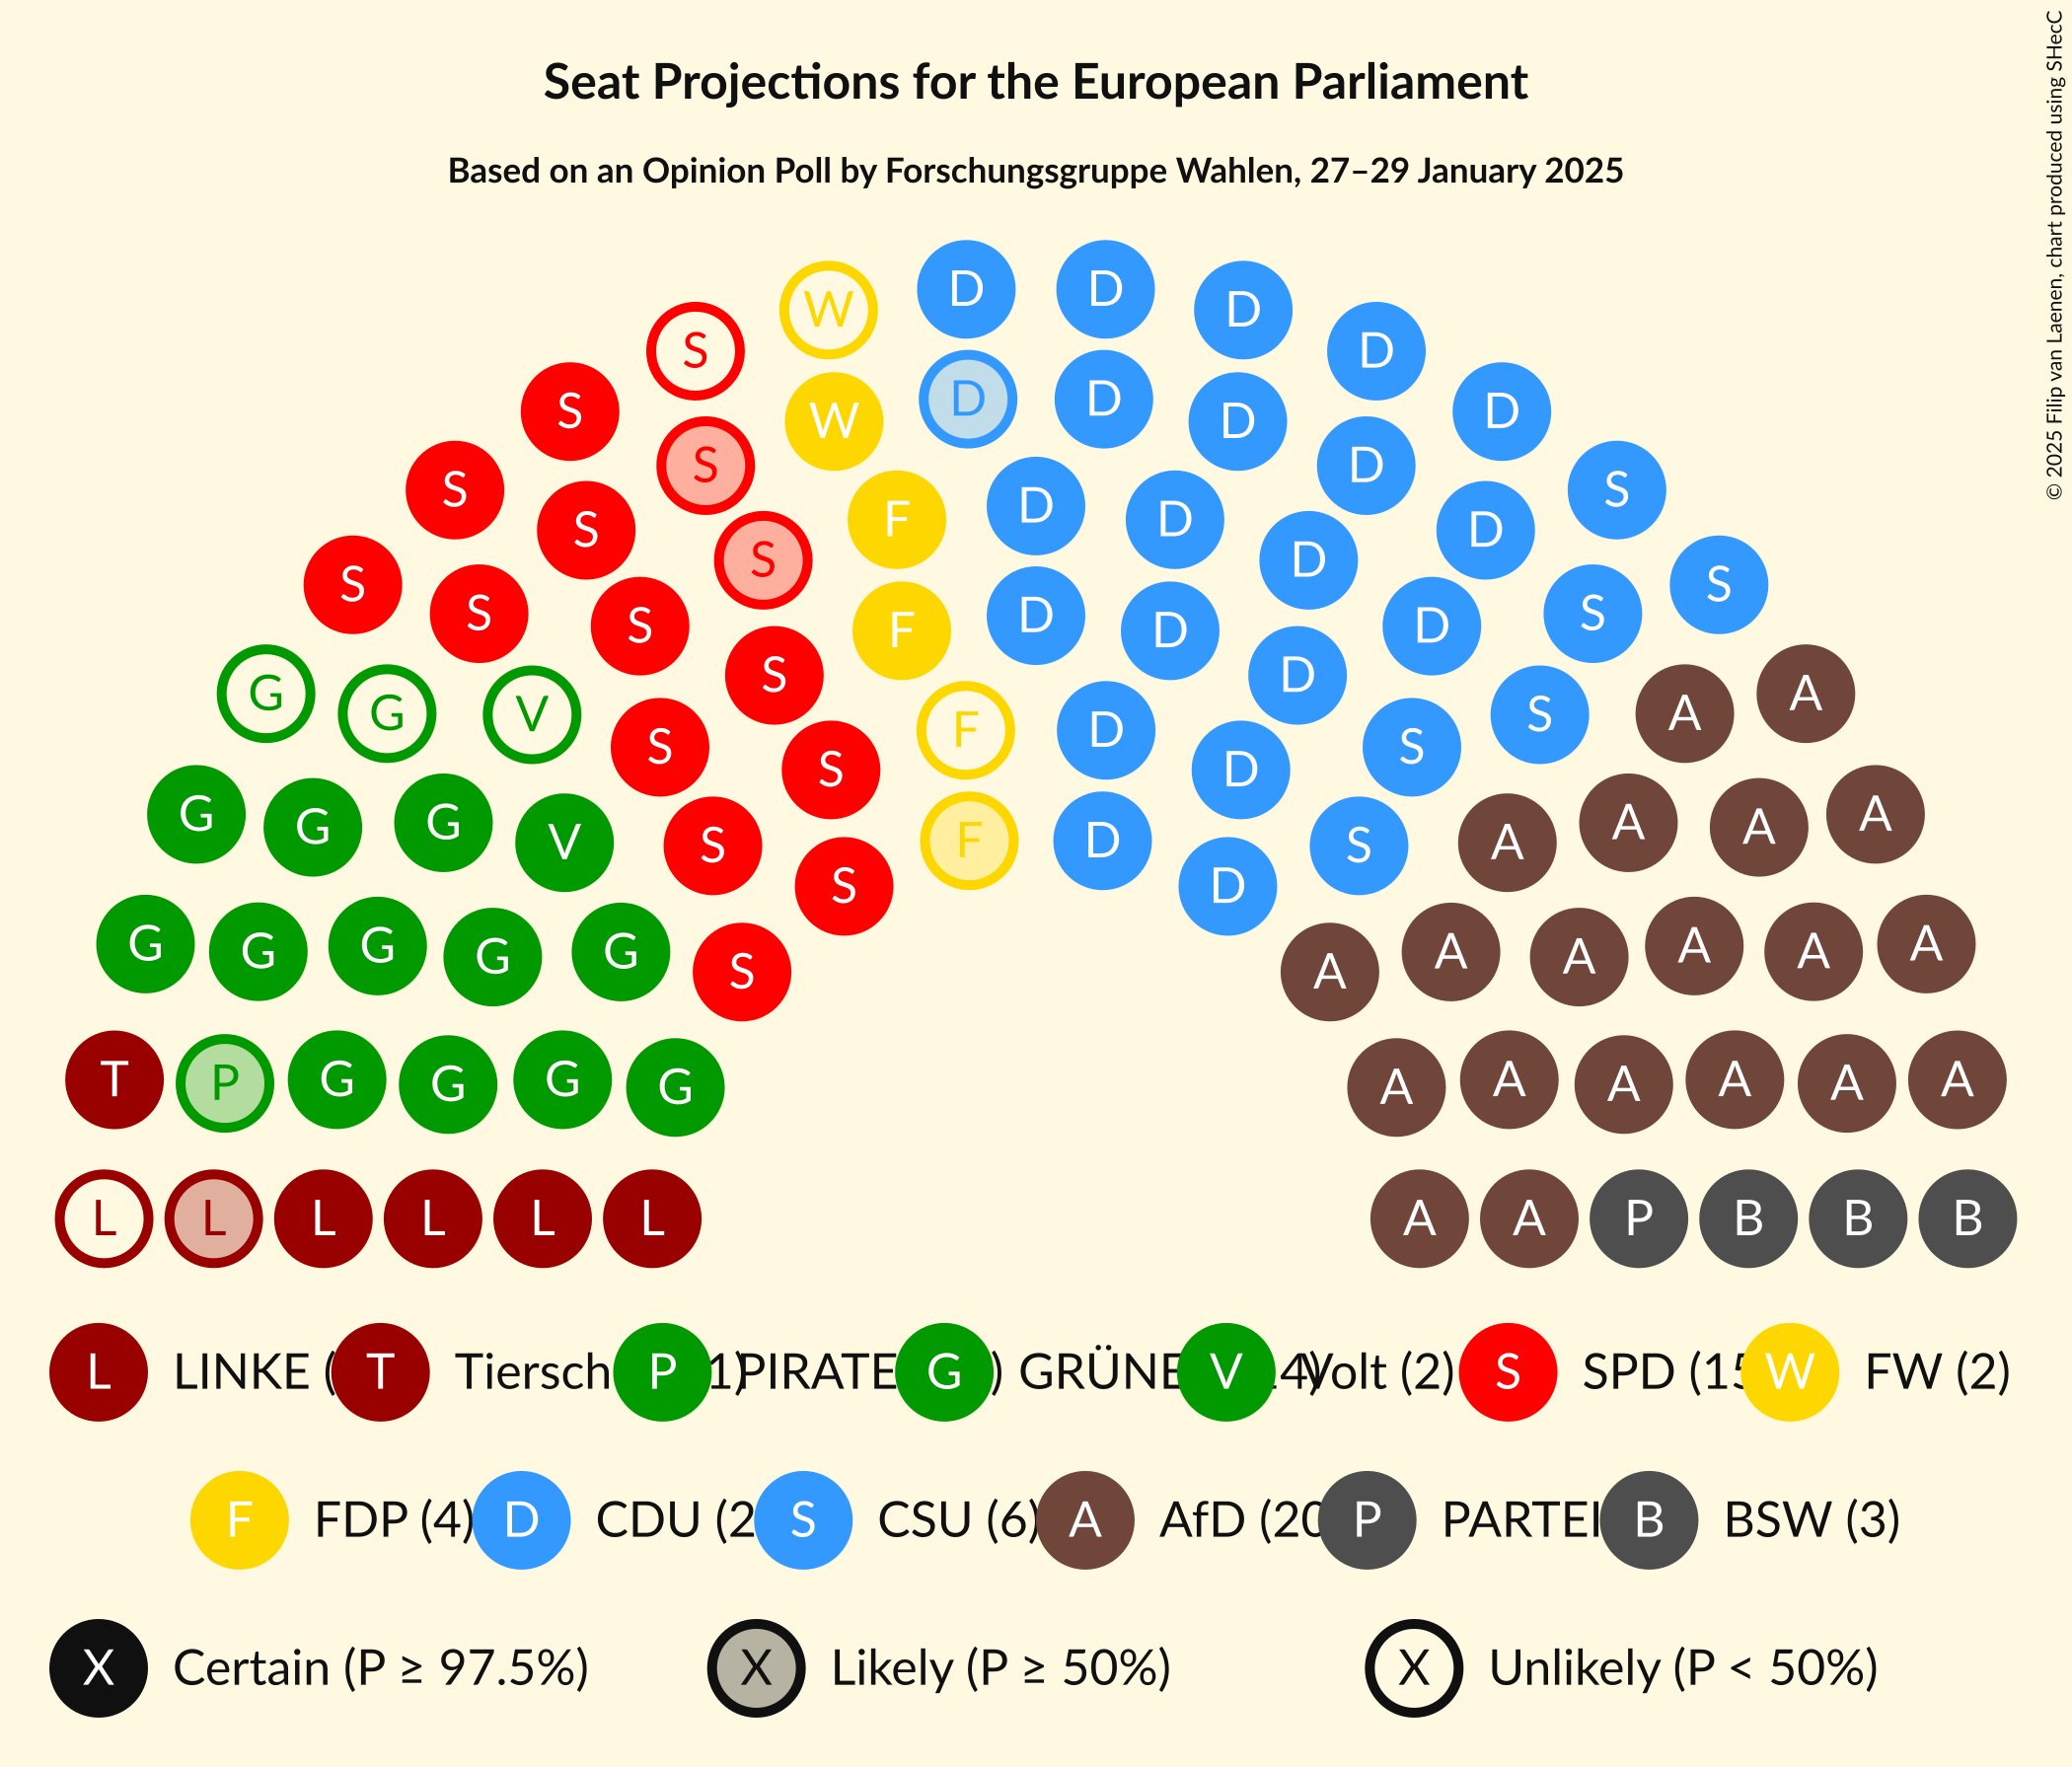 Seat Projections for the European Parliament
Based on an Opinion Poll by Forschungsgruppe Wahlen, 27–29 January 2025
© 2025 Filip van Laenen, chart produced using SHecC
D D
W D
S D
D D
S W D D
S D
S F D D S
S S D D
S F D D S
S S D D S
G S S A
G V S F D S S A
S D
G G S A A
G G V S F D S A A
S D
G G G G G A A A A A
S A
T P G G G G A A A A A A
L L L L L L A A P B B B
L LINKE ( T Tiersch P 1) PIRATE G ) GRÜNE V 4) Volt (2) S SPD (15 W FW (2)
F FDP (4) D CDU (2 S CSU (6) A AfD (20 P PARTEI B BSW (3)
X Certain (P ≥ 97.5%) X Likely (P ≥ 50%) X Unlikely (P < 50%)